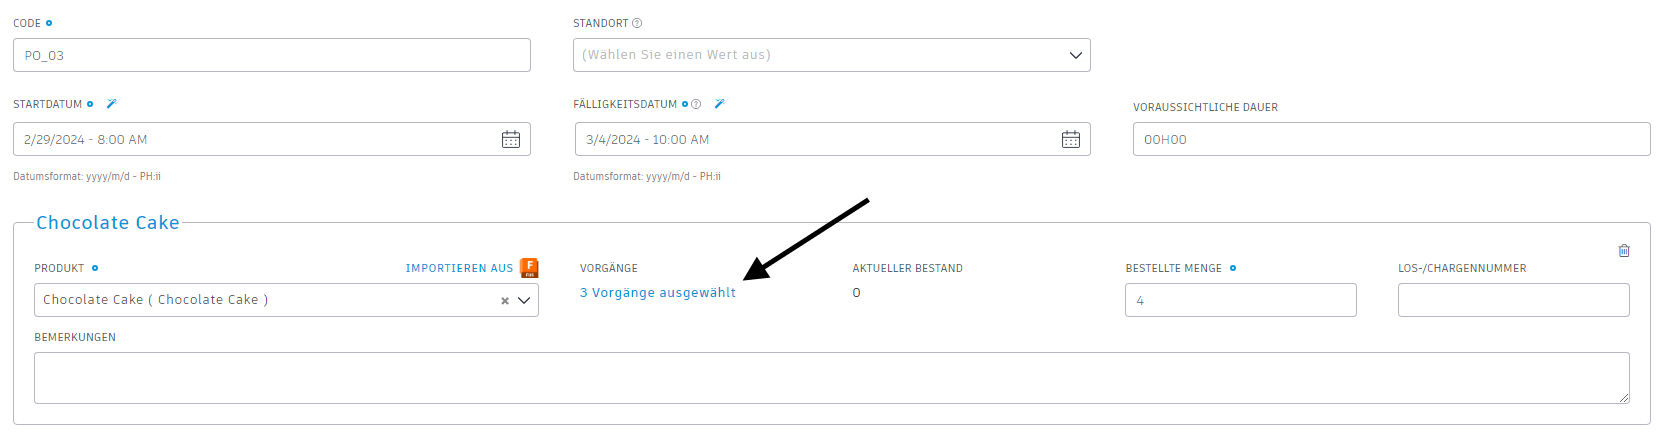 CODE
STANDORT
PO_03
(Wählen Sie einen Wert aus)
STARTDATUM
FÄLLIGKEITSDATUM
VORAUSSICHTLICHE DAUER
2/29/2024 - 8:00 AM
3/4/2024 - 10:00 AM
00H00
Datumsformat: yyyy/m/d - PH:ii
Datumsformat: yyyy/m/d - PH:ii
Chocolate Cake
PRODUKT
IMPORTIEREN AUS
F
FUS
VORGÄNGE
AKTUELLER BESTAND
BESTELLTE MENGE
LOS-/CHARGENNUMMER
Chocolate Cake ( Chocolate Cake )
3 Vorgänge ausgewählt
0
4
BEMERKUNGEN